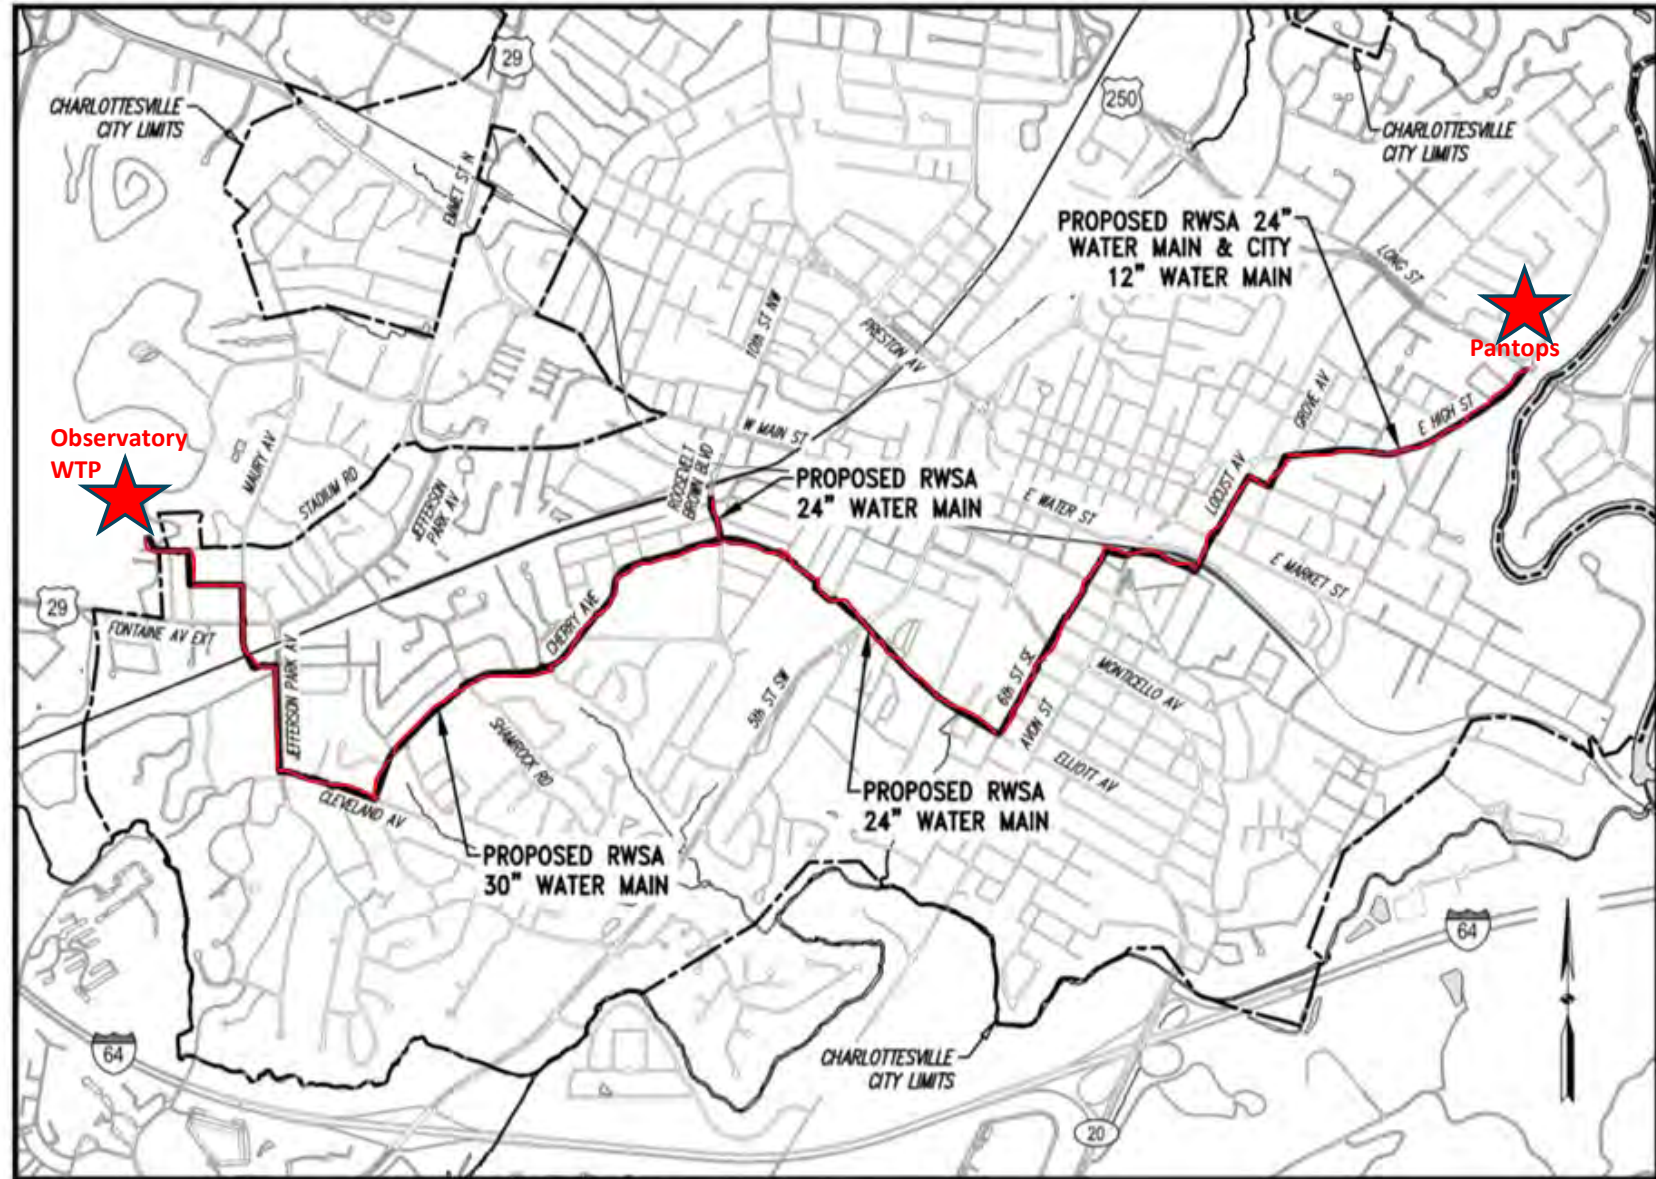 29
CHARLOTTESVILLE
CITY LIMITS
EMMET ST N
250
CHARLOTTESVILLE
CITY LIMITS
PROPOSED RWSA 24"
WATER MAIN & CITY
12" WATER MAIN
LONG ST
Pantops
10th ST NW
PRESTON AV
GROVE AV
E HIGH ST
Observatory
WTP
MAURY AV
STADIUM RD
JEFFERSON
PARK AV
W MAIN ST
ROOSEVELT
BROWN BLVD
PROPOSED RWSA
24" WATER MAIN
LOCUST AV
E WATER ST
E MARKET ST
29
FONTAINE AV EXT
JEFFERSON PARK AV
CHERRY AVE
5th ST SW
6th ST SE
AVON ST
MONTICELLO AV
SHAMROCK RD
ELLIOTT AV
CLEVELAND AV
PROPOSED RWSA
24" WATER MAIN
PROPOSED RWSA
30" WATER MAIN
64
64
CHARLOTTESVILLE
CITY LIMITS
20